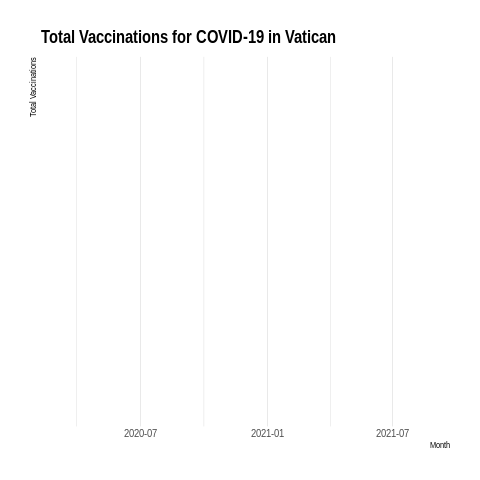 Total Vaccinations for COVID-19 in Vatican
Total Vaccinations
2020-07 2021-01 2021-07
Month